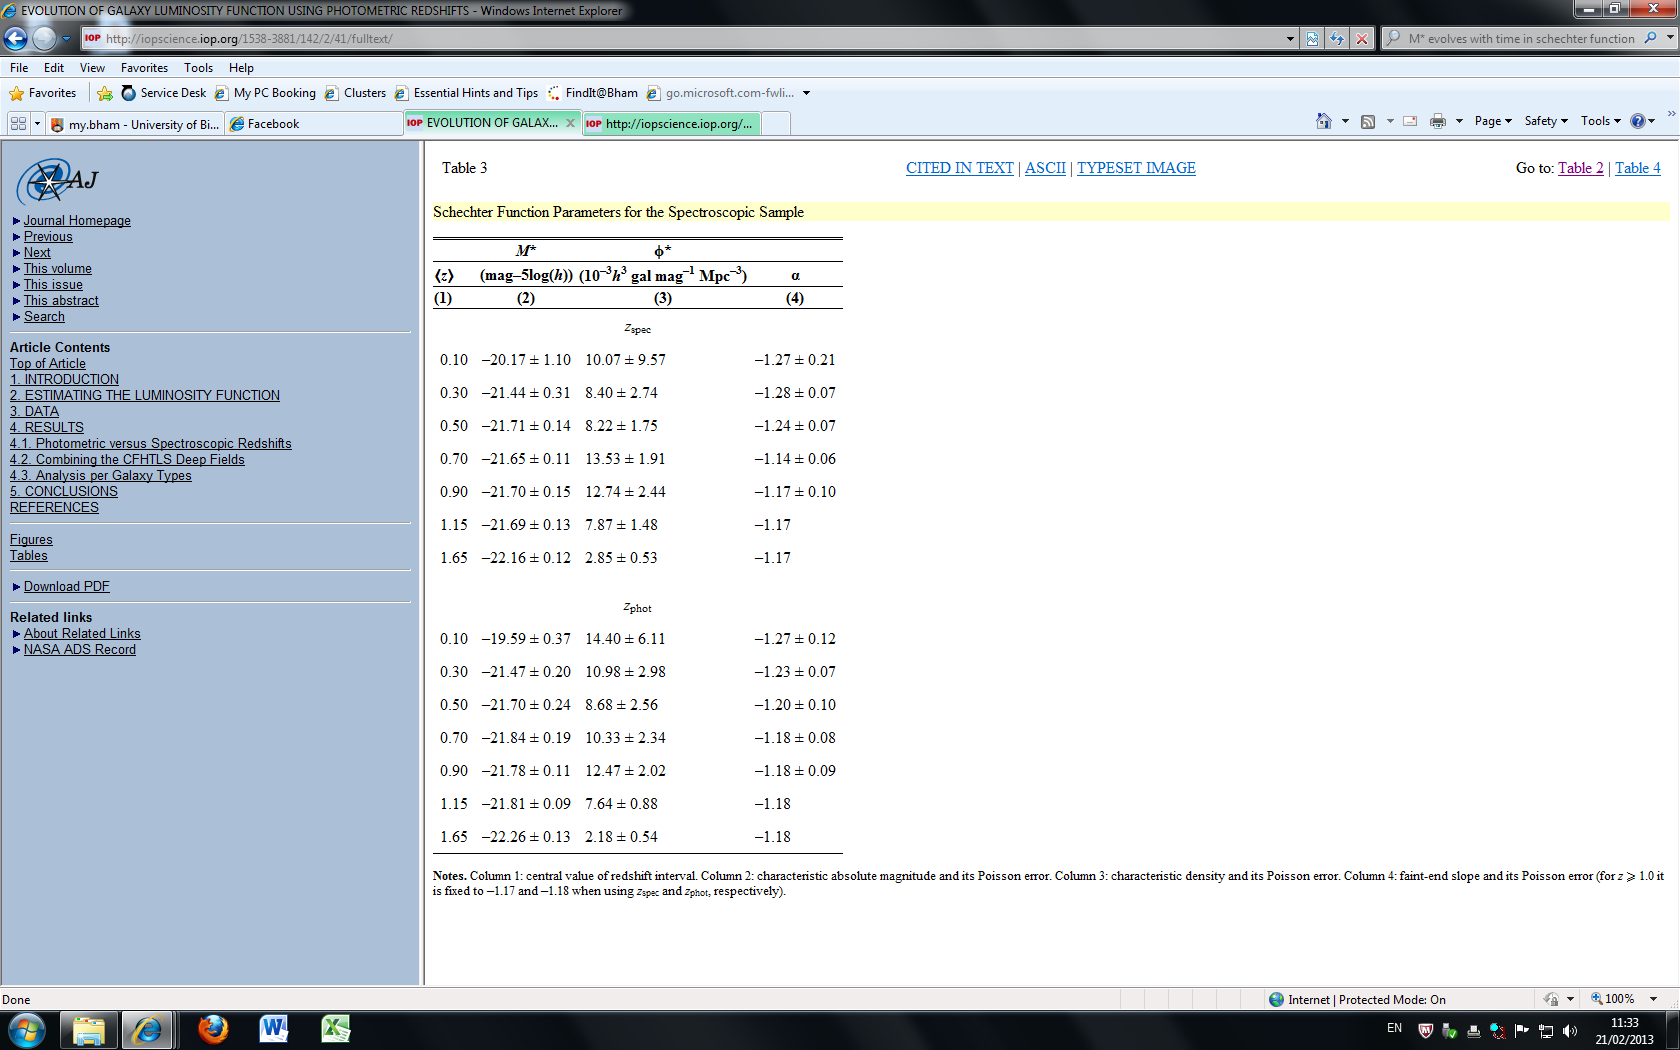 EVOLUTION OF GALAXY LUMINOSITY FUNCTION USING PHOTOMETRIC REDSHIFTS - Windows Internet Explorer
IOP http://iopscience.iop.org/1538-3881/142/2/41/fulltext/
M* evolves with time in schechter function
File Edit View Favorites Tools Help
Favorites Service Desk My PC Booking Clusters Essential Hints and Tips FindIt@Bham go.microsoft.com-fwli...
my.bham - University of Bi... Facebook IOP EVOLUTION OF GALAX... IOP http://iopscience.iop.org/... Page Safety Tools »
AJ
Journal Homepage
Previous
Next
This volume
This issue
This abstract
Search
Article Contents
Top of Article
1. INTRODUCTION
2. ESTIMATING THE LUMINOSITY FUNCTION
3. DATA
4. RESULTS
4.1. Photometric versus Spectroscopic Redshifts
4.2. Combining the CFHTLS Deep Fields
4.3. Analysis per Galaxy Types
5. CONCLUSIONS
REFERENCES
Figures
Tables
Download PDF
Related links
About Related Links
NASA ADS Record
Table 3 CITED IN TEXT | ASCII | TYPESET IMAGE Go to: Table 2 | Table 4
Schechter Function Parameters for the Spectroscopic Sample
M* ϕ*
⟨z⟩ (mag–5log(h)) (10⁻³h³ gal mag⁻¹ Mpc⁻³) α
(1) (2) (3) (4)
zspec
0.10 –20.17 ± 1.10 10.07 ± 9.57 –1.27 ± 0.21
0.30 –21.44 ± 0.31 8.40 ± 2.74 –1.28 ± 0.07
0.50 –21.71 ± 0.14 8.22 ± 1.75 –1.24 ± 0.07
0.70 –21.65 ± 0.11 13.53 ± 1.91 –1.14 ± 0.06
0.90 –21.70 ± 0.15 12.74 ± 2.44 –1.17 ± 0.10
1.15 –21.69 ± 0.13 7.87 ± 1.48 –1.17
1.65 –22.16 ± 0.12 2.85 ± 0.53 –1.17
zphot
0.10 –19.59 ± 0.37 14.40 ± 6.11 –1.27 ± 0.12
0.30 –21.47 ± 0.20 10.98 ± 2.98 –1.23 ± 0.07
0.50 –21.70 ± 0.24 8.68 ± 2.56 –1.20 ± 0.10
0.70 –21.84 ± 0.19 10.33 ± 2.34 –1.18 ± 0.08
0.90 –21.78 ± 0.11 12.47 ± 2.02 –1.18 ± 0.09
1.15 –21.81 ± 0.09 7.64 ± 0.88 –1.18
1.65 –22.26 ± 0.13 2.18 ± 0.54 –1.18
Notes. Column 1: central value of redshift interval. Column 2: characteristic absolute magnitude and its Poisson error. Column 3: characteristic density and its Poisson error. Column 4: faint-end slope and its Poisson error (for z ⩾ 1.0 it
is fixed to –1.17 and –1.18 when using zspec and zphot, respectively).
Done Internet | Protected Mode: On 100%
EN 11:33
21/02/2013